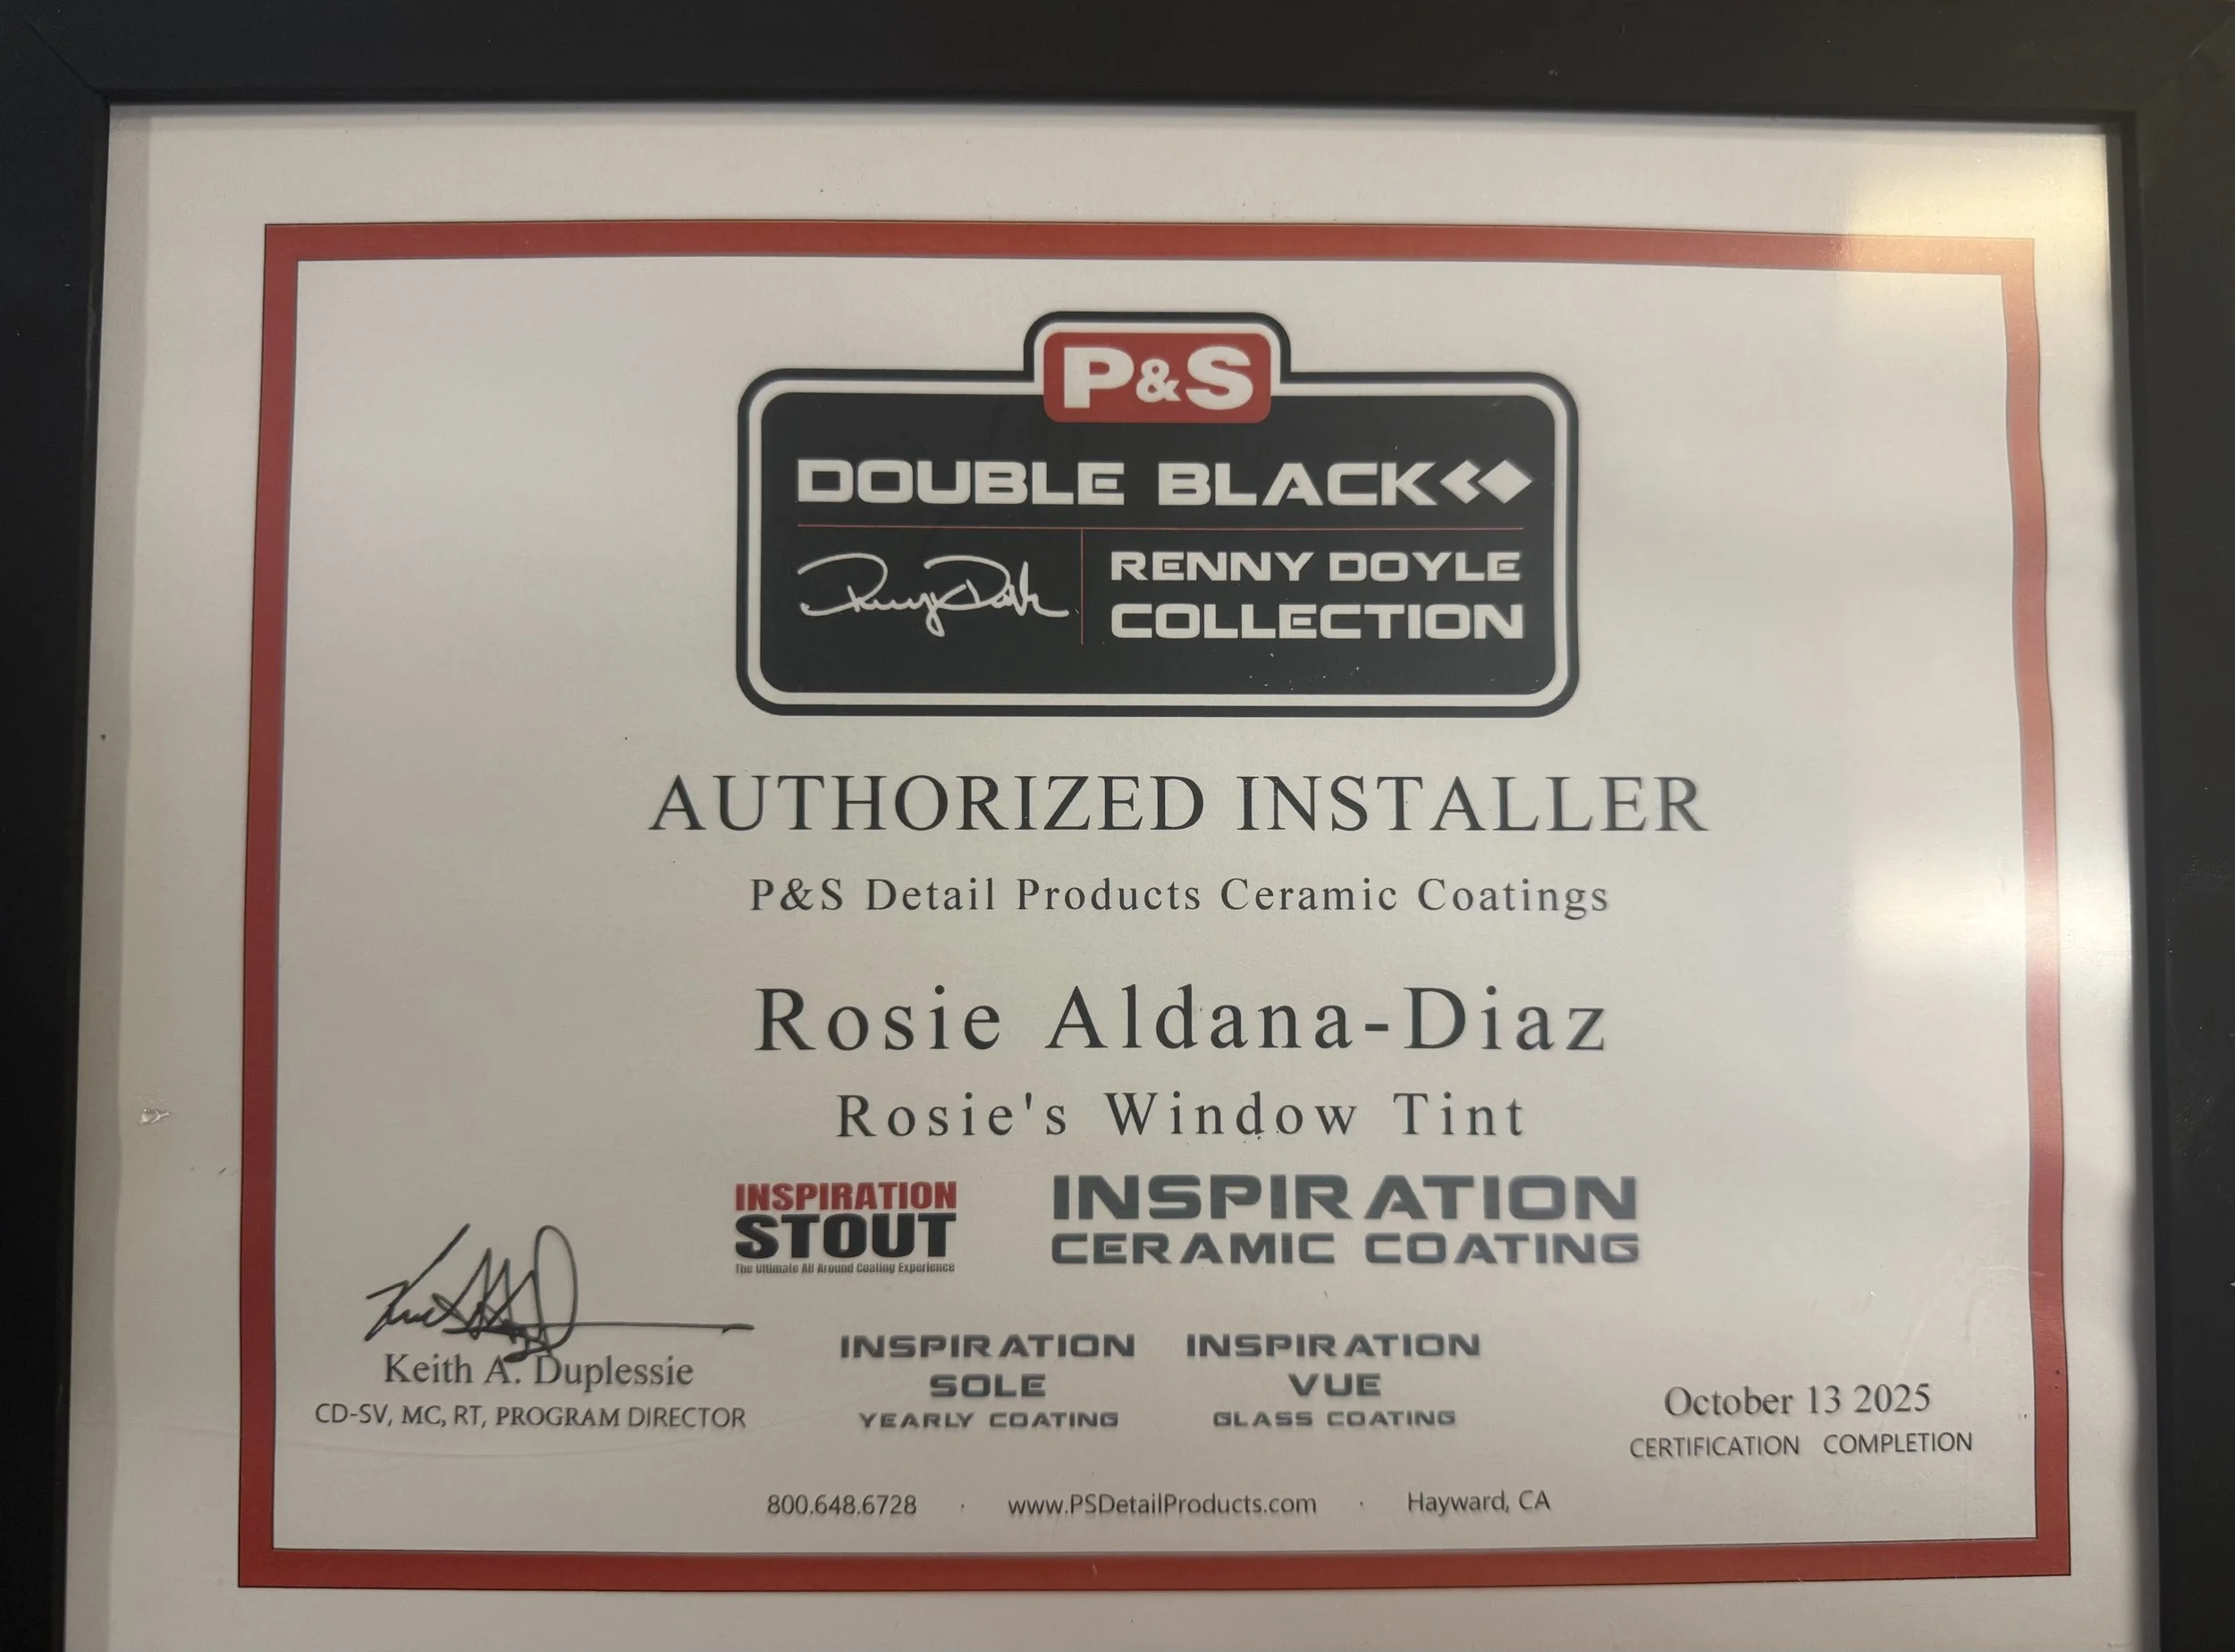 P&S
DOUBLE BLACK
Renny Doyle
RENNY DOYLE
COLLECTION
AUTHORIZED INSTALLER
P&S Detail Products Ceramic Coatings
Rosie Aldana-Diaz
Rosie's Window Tint
INSPIRATION
STOUT
The Ultimate All Around Coating Experience
INSPIRATION
CERAMIC COATING
Keith A. Duplessie
CD-SV, MC, RT, PROGRAM DIRECTOR
INSPIRATION
SOLE
YEARLY COATING
INSPIRATION
VUE
GLASS COATING
October 13 2025
CERTIFICATION COMPLETION
800.648.6728 · www.PSDetailProducts.com · Hayward, CA